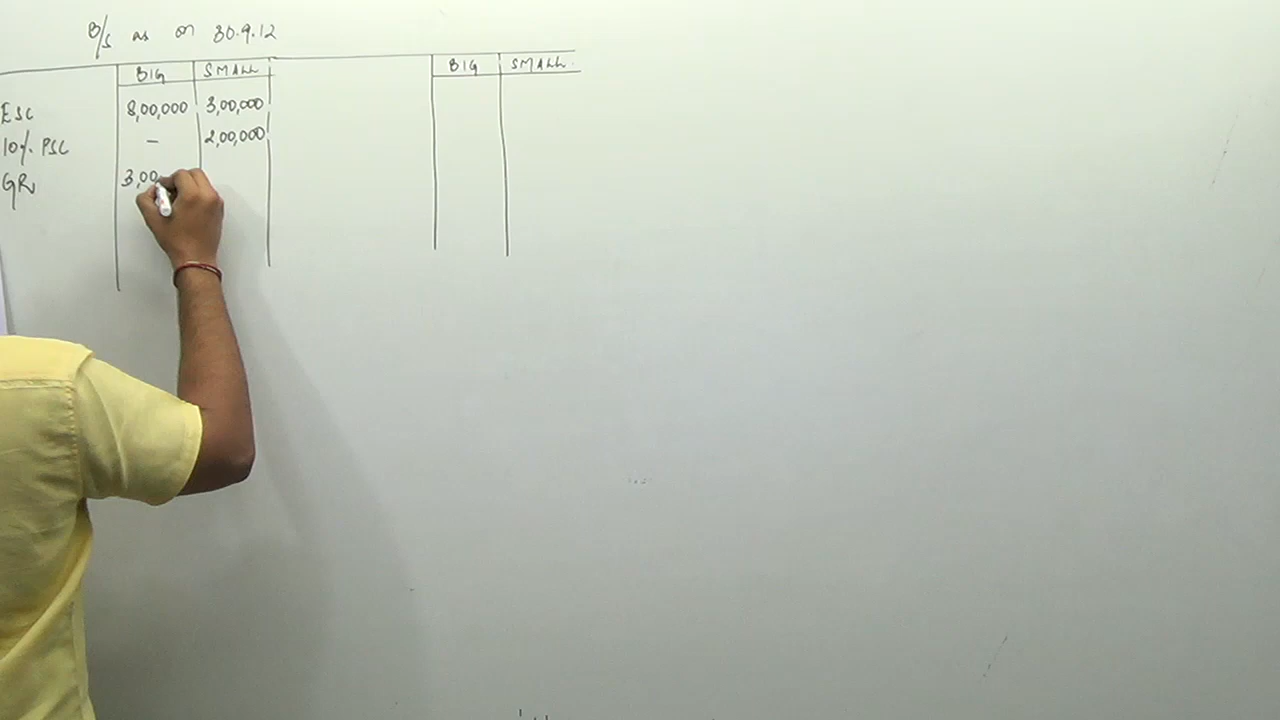 B/S as on 30.9.12
BIG SMALL BIG SMALL
ESC 8,00,000 3,00,000
10% PSC - 2,00,000
GR 3,00